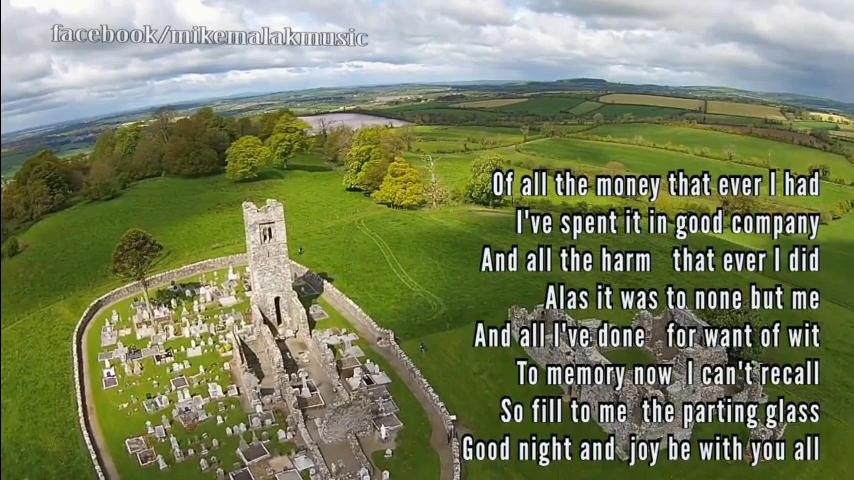 facebook/mikemalakmusic
Of all the money that ever I had
I've spent it in good company
And all the harm that ever I did
Alas it was to none but me
And all I've done for want of wit
To memory now I can't recall
So fill to me the parting glass
Good night and joy be with you all